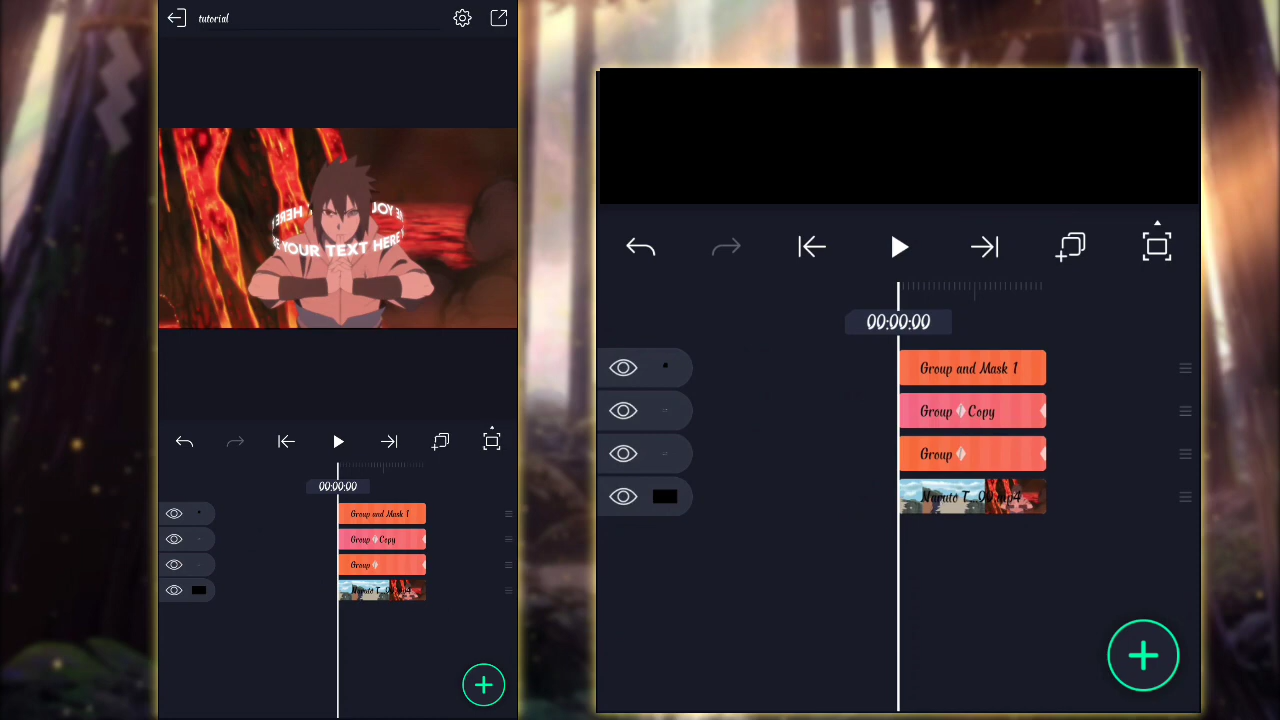 tutorial
HERE
YOUR TEXT HERE
00:00:00
Group and Mask 1
Group Copy
Group
00:00:00
Group and Mask 1
Group Copy
Group